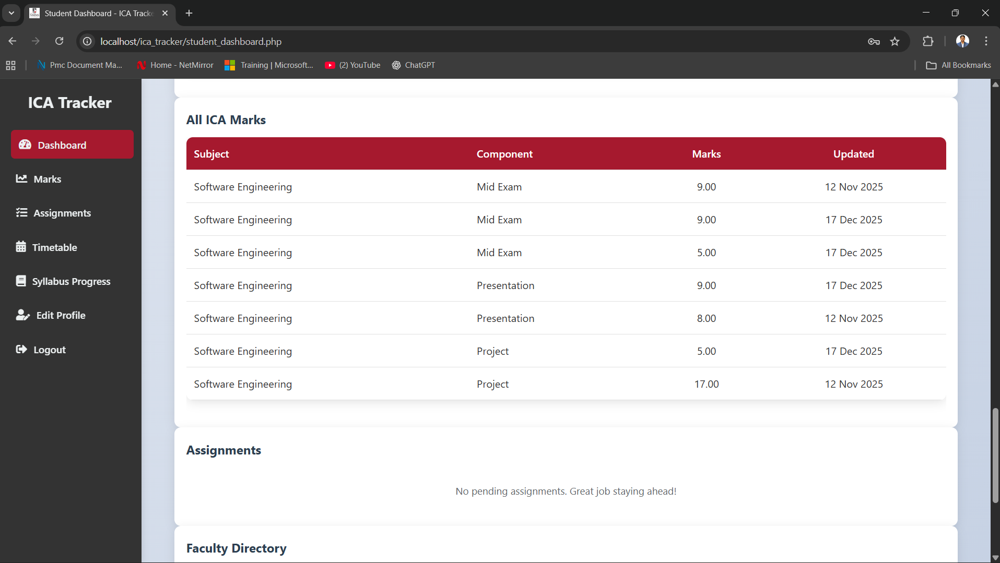 Student Dashboard - ICA Tracke
localhost/ica_tracker/student_dashboard.php
Pmc Document Ma...
Home - NetMirror
Training | Microsoft...
(2) YouTube
ChatGPT
All Bookmarks
ICA Tracker
Dashboard
Marks
Assignments
Timetable
Syllabus Progress
Edit Profile
Logout
All ICA Marks
Subject Component Marks Updated
Software Engineering Mid Exam 9.00 12 Nov 2025
Software Engineering Mid Exam 9.00 17 Dec 2025
Software Engineering Mid Exam 5.00 17 Dec 2025
Software Engineering Presentation 9.00 17 Dec 2025
Software Engineering Presentation 8.00 12 Nov 2025
Software Engineering Project 5.00 17 Dec 2025
Software Engineering Project 17.00 12 Nov 2025
Assignments
No pending assignments. Great job staying ahead!
Faculty Directory